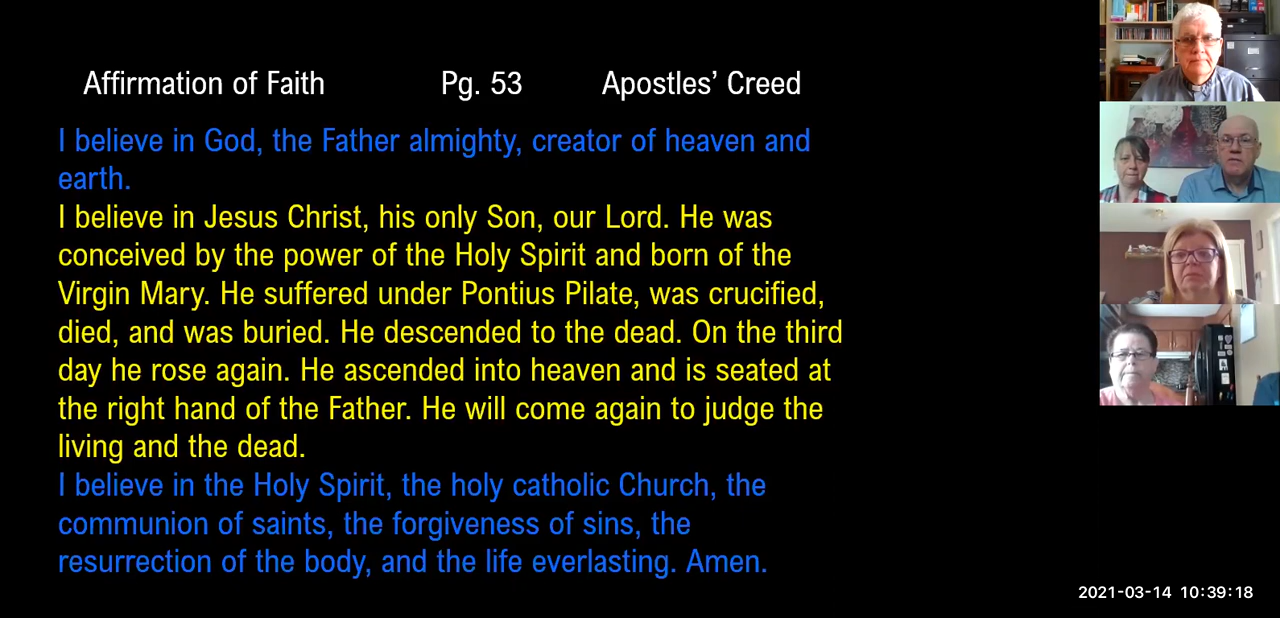 Affirmation of Faith Pg. 53 Apostles’ Creed
I believe in God, the Father almighty, creator of heaven and
earth.
I believe in Jesus Christ, his only Son, our Lord. He was
conceived by the power of the Holy Spirit and born of the
Virgin Mary. He suffered under Pontius Pilate, was crucified,
died, and was buried. He descended to the dead. On the third
day he rose again. He ascended into heaven and is seated at
the right hand of the Father. He will come again to judge the
living and the dead.
I believe in the Holy Spirit, the holy catholic Church, the
communion of saints, the forgiveness of sins, the
resurrection of the body, and the life everlasting. Amen.
2021-03-14 10:39:18